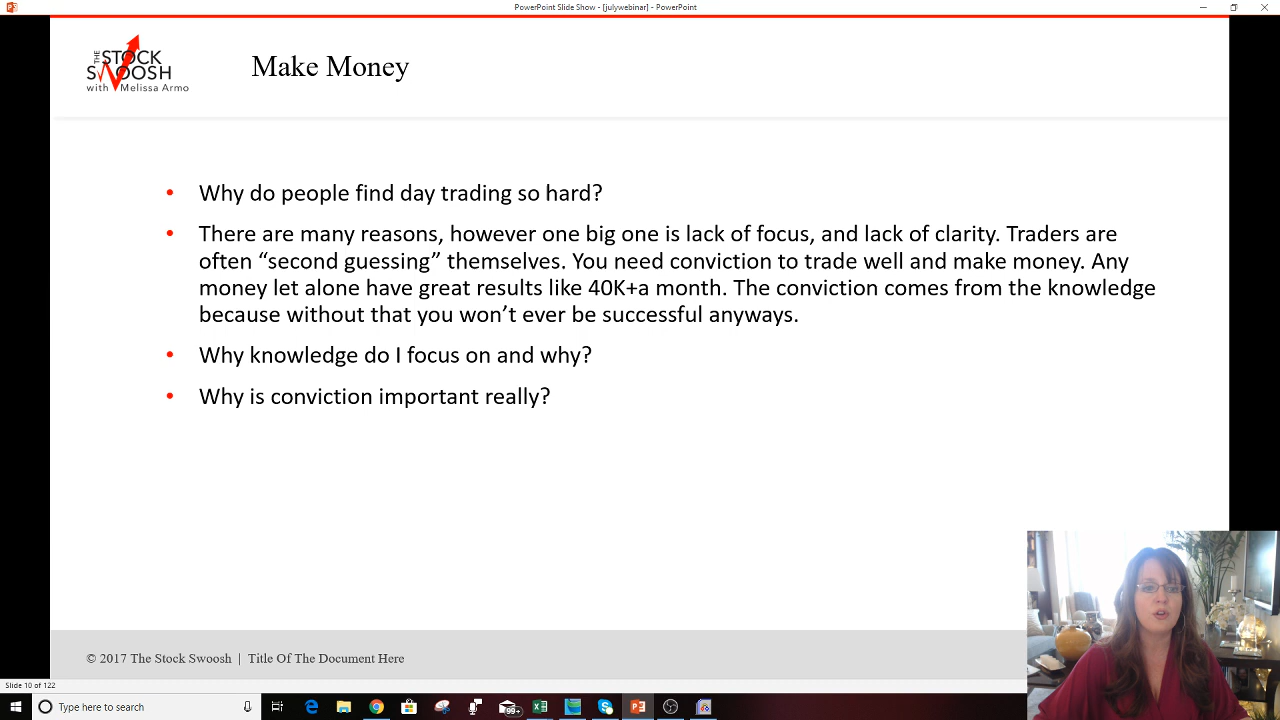 PowerPoint Slide Show - [julywebinar] - PowerPoint
THE
STOCK
SWOOSH
with Melissa Armo
Make Money
Why do people find day trading so hard?
There are many reasons, however one big one is lack of focus, and lack of clarity. Traders are
often “second guessing” themselves. You need conviction to trade well and make money. Any
money let alone have great results like 40K+a month. The conviction comes from the knowledge
because without that you won’t ever be successful anyways.
Why knowledge do I focus on and why?
Why is conviction important really?
© 2017 The Stock Swoosh | Title Of The Document Here
Slide 10 of 122
Type here to search
99+